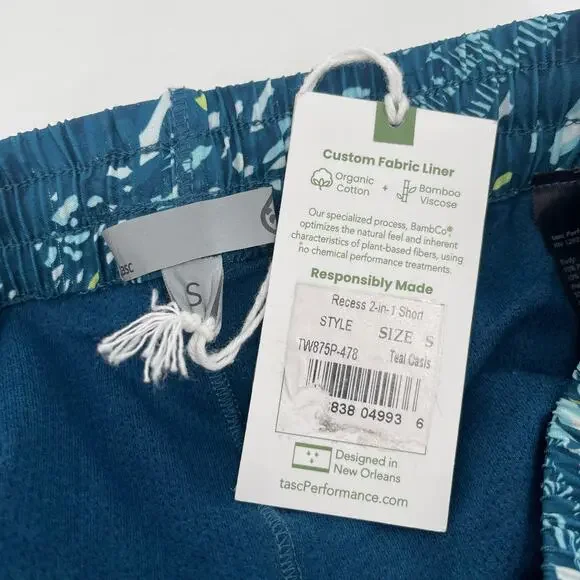 Custom Fabric Liner
Organic Cotton + Bamboo Viscose
Our specialized process, BambCo®
optimizes the natural feel and inherent
characteristics of plant-based fibers, using
no chemical performance treatments.
Responsibly Made
Recess 2-in-1 Short
STYLE SIZE S
TW875P-478 Teal Oasis
838 04993 6
Designed in
New Orleans
tascPerformance.com
tasc
S